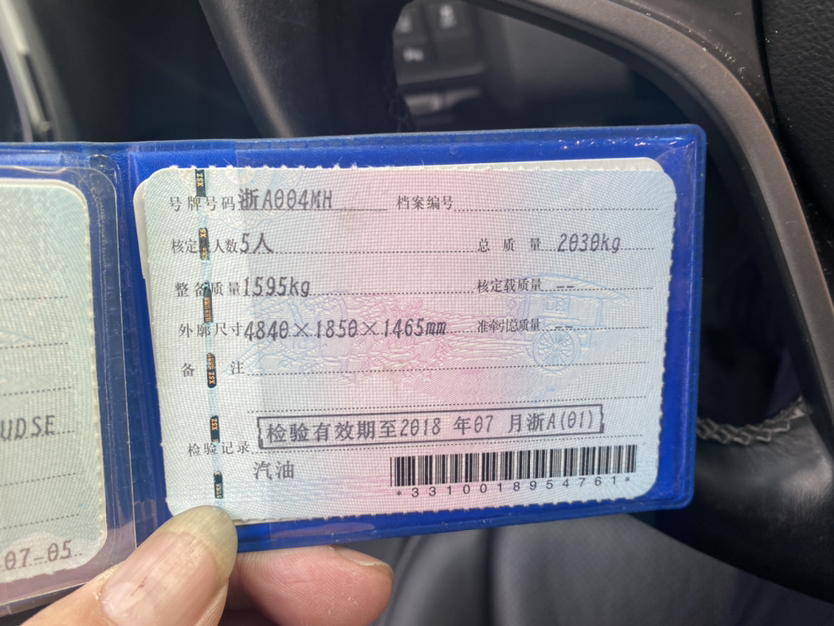 号牌号码 浙A004MH 档案编号
核定 人数 5人 总质量 2030kg
整备质量 1595kg 核定载质量 --
外廓尺寸 4840×1850×1465mm 准牵引总质量 --
备 注
检验有效期至2018 年07 月浙A(01)
检验记录
汽油
*3310018954761*
UDSE
07-05